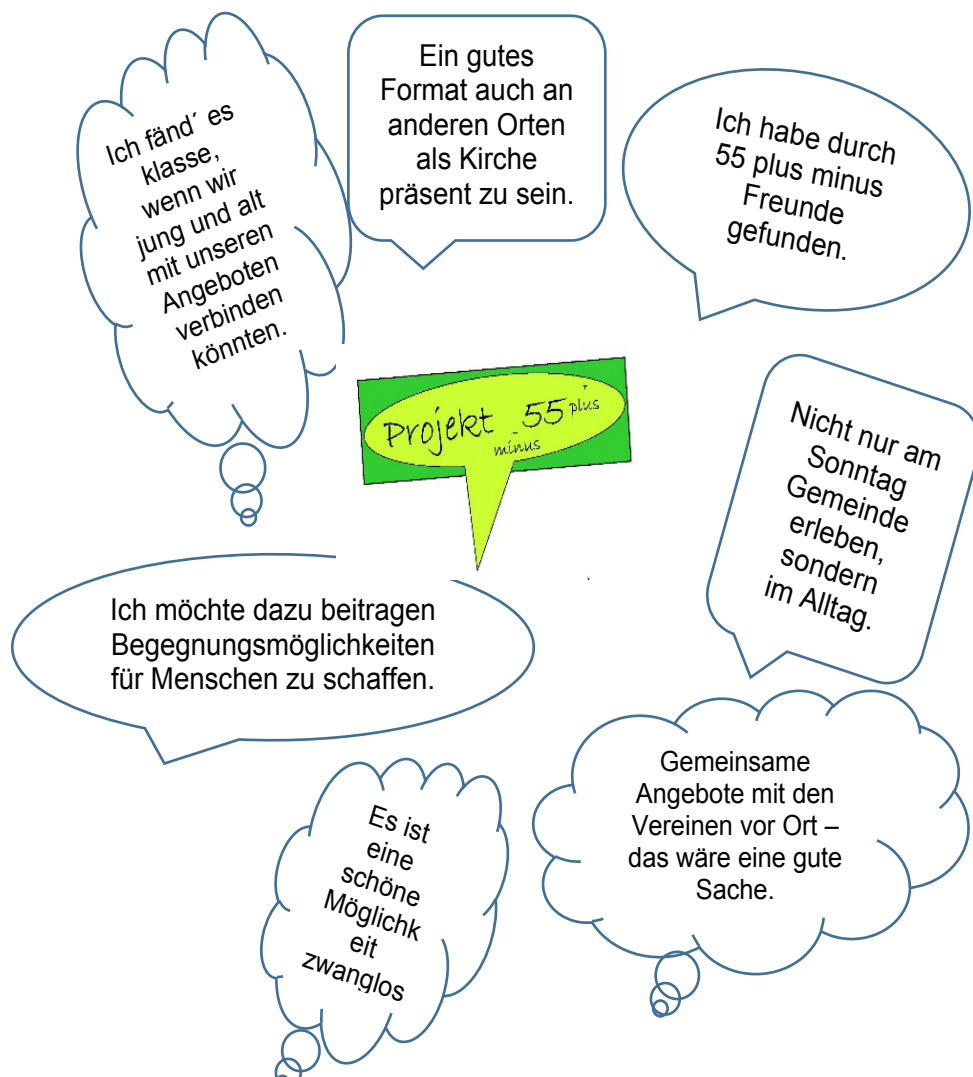 Ich fänd´ es
klasse,
wenn wir
jung und alt
mit unseren
Angeboten
verbinden
könnten.
Ein gutes
Format auch an
anderen Orten
als Kirche
präsent zu sein.
Ich habe durch
55 plus minus
Freunde
gefunden.
Projekt 55 plus
minus
Nicht nur am
Sonntag
Gemeinde
erleben,
sondern
im Alltag.
Ich möchte dazu beitragen
Begegnungsmöglichkeiten
für Menschen zu schaffen.
Gemeinsame
Angebote mit den
Vereinen vor Ort –
das wäre eine gute
Sache.
Es ist
eine
schöne
Möglichk
eit
zwanglos